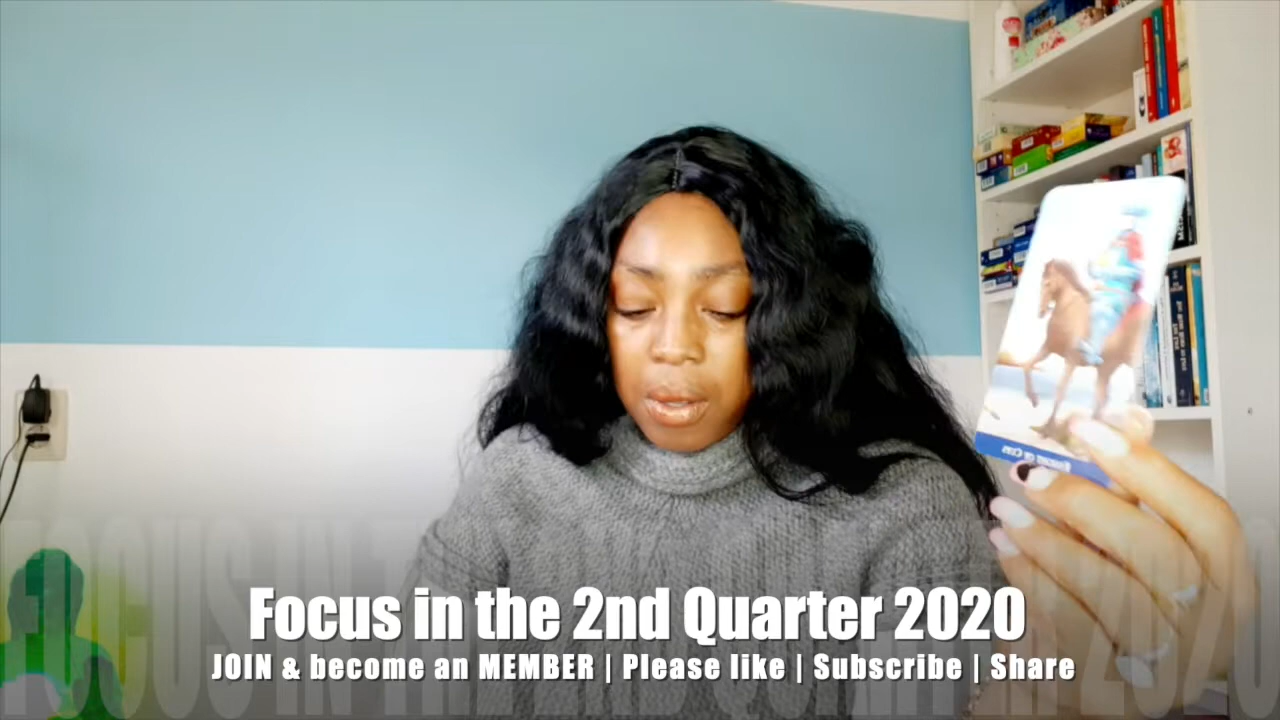 Focus in the 2nd Quarter 2020
JOIN & become an MEMBER | Please like | Subscribe | Share